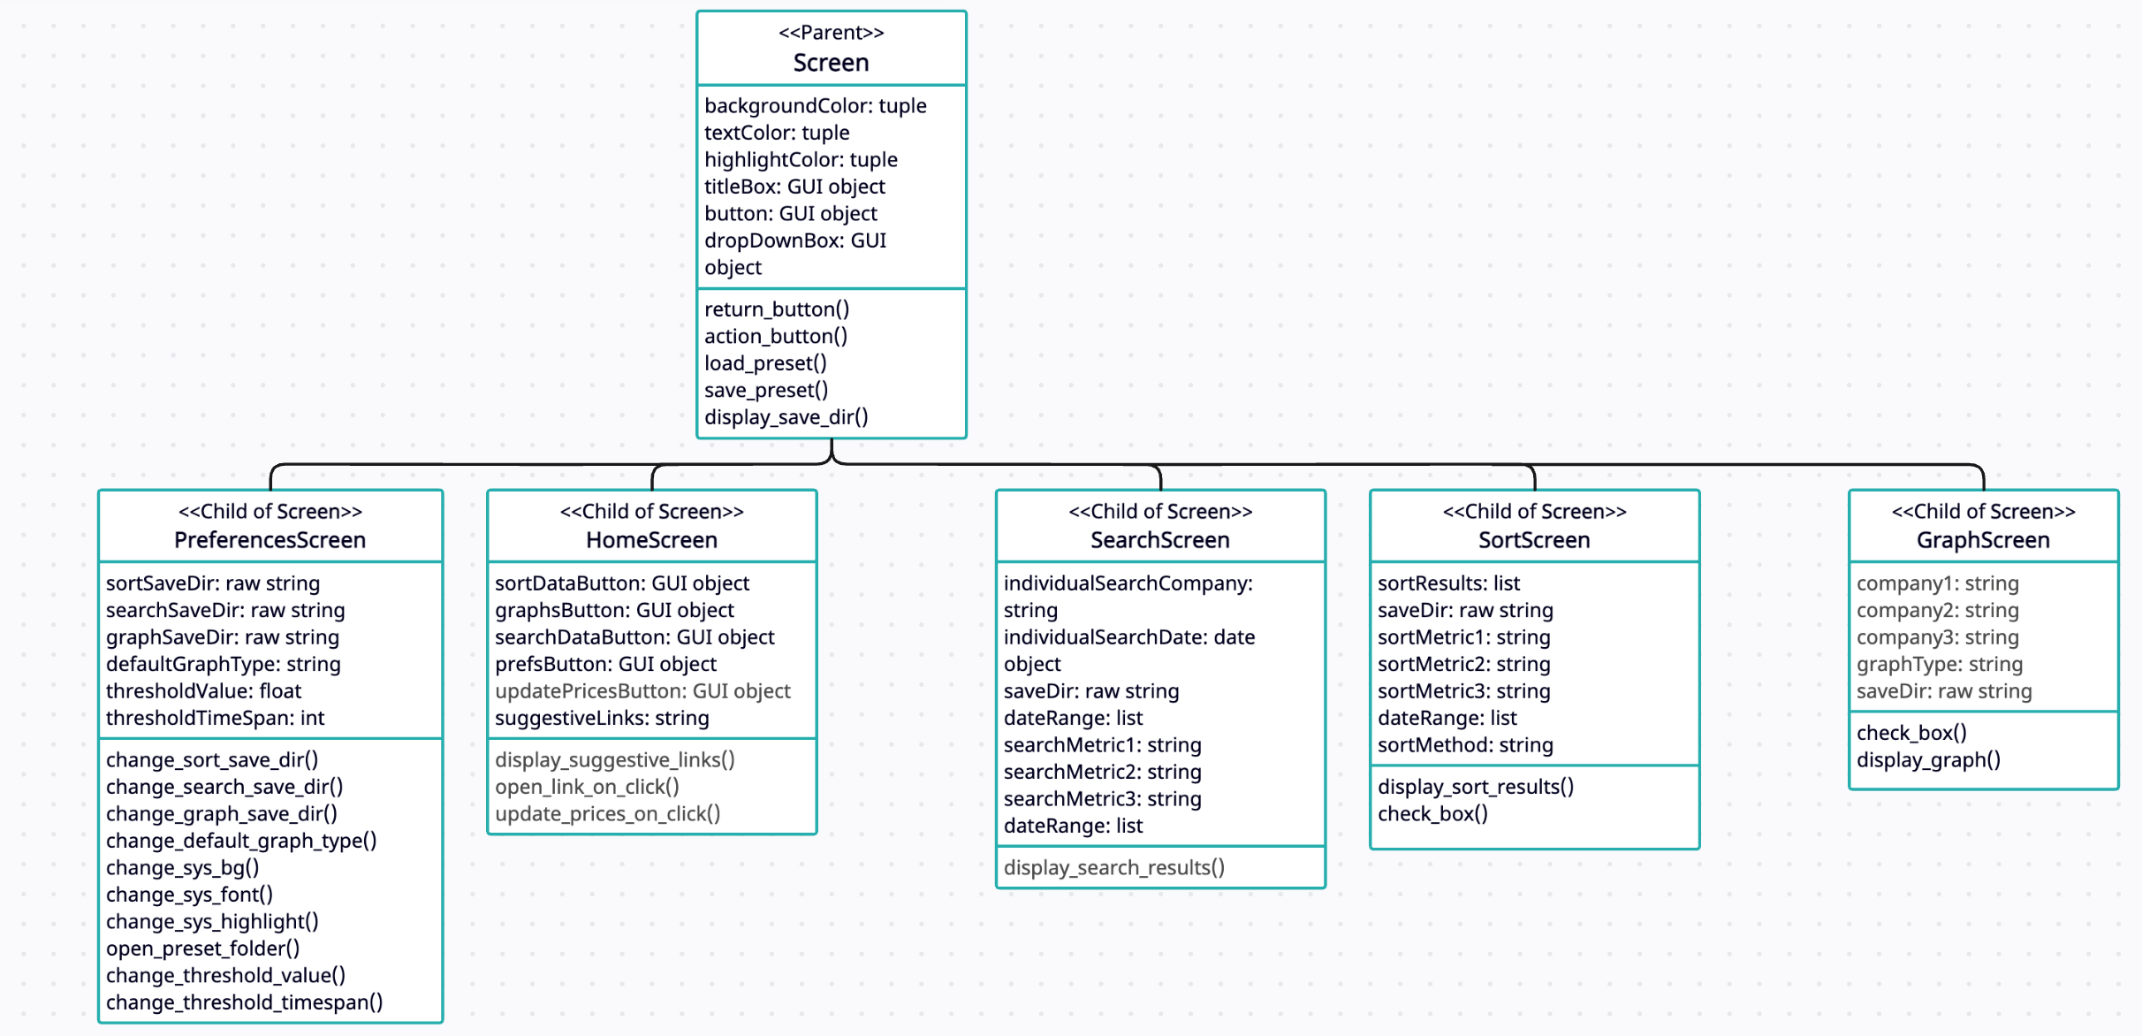 <<Parent>>
Screen
backgroundColor: tuple
textColor: tuple
highlightColor: tuple
titleBox: GUI object
button: GUI object
dropDownBox: GUI
object
return_button()
action_button()
load_preset()
save_preset()
display_save_dir()
<<Child of Screen>>
PreferencesScreen
sortSaveDir: raw string
searchSaveDir: raw string
graphSaveDir: raw string
defaultGraphType: string
thresholdValue: float
thresholdTimeSpan: int
change_sort_save_dir()
change_search_save_dir()
change_graph_save_dir()
change_default_graph_type()
change_sys_bg()
change_sys_font()
change_sys_highlight()
open_preset_folder()
change_threshold_value()
change_threshold_timespan()
<<Child of Screen>>
HomeScreen
sortDataButton: GUI object
graphsButton: GUI object
searchDataButton: GUI object
prefsButton: GUI object
updatePricesButton: GUI object
suggestiveLinks: string
display_suggestive_links()
open_link_on_click()
update_prices_on_click()
<<Child of Screen>>
SearchScreen
individualSearchCompany:
string
individualSearchDate: date
object
saveDir: raw string
dateRange: list
searchMetric1: string
searchMetric2: string
searchMetric3: string
dateRange: list
display_search_results()
<<Child of Screen>>
SortScreen
sortResults: list
saveDir: raw string
sortMetric1: string
sortMetric2: string
sortMetric3: string
dateRange: list
sortMethod: string
display_sort_results()
check_box()
<<Child of Screen>>
GraphScreen
company1: string
company2: string
company3: string
graphType: string
saveDir: raw string
check_box()
display_graph()